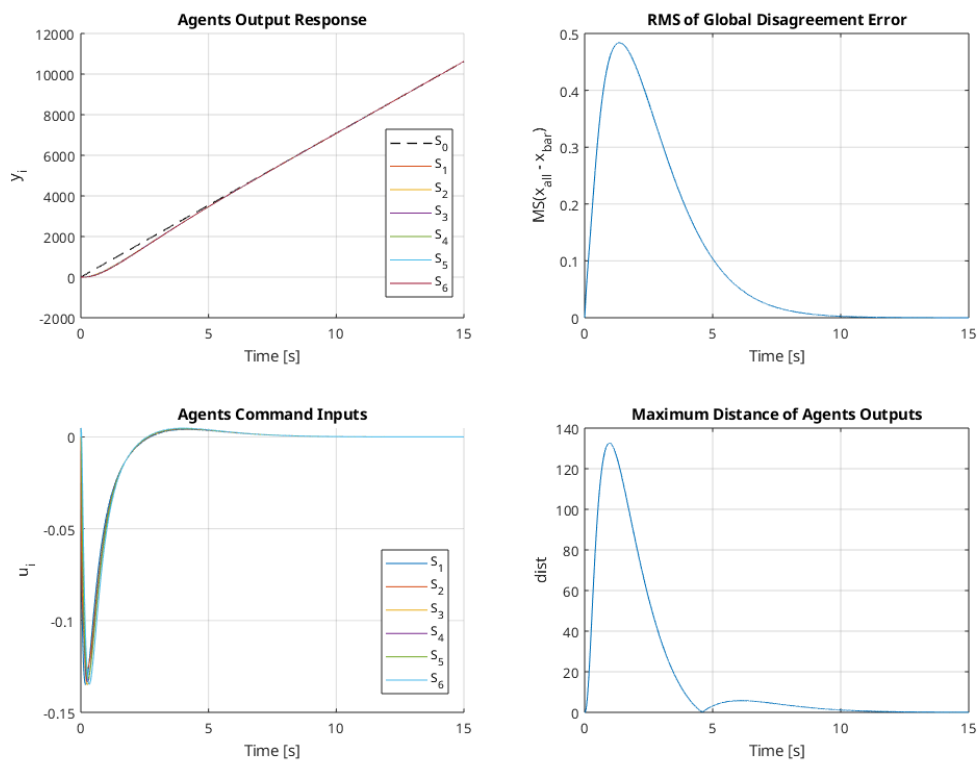 Agents Output Response
12000
10000
8000
6000
4000
2000
0
-2000
y_i
0 5 10 15
Time [s]
S_0
S_1
S_2
S_3
S_4
S_5
S_6
RMS of Global Disagreement Error
0.5
0.4
0.3
0.2
0.1
0
MS(x_all - x_bar)
0 5 10 15
Time [s]
Agents Command Inputs
0
-0.05
-0.1
-0.15
u_i
0 5 10 15
Time [s]
S_1
S_2
S_3
S_4
S_5
S_6
Maximum Distance of Agents Outputs
140
120
100
80
60
40
20
0
dist
0 5 10 15
Time [s]